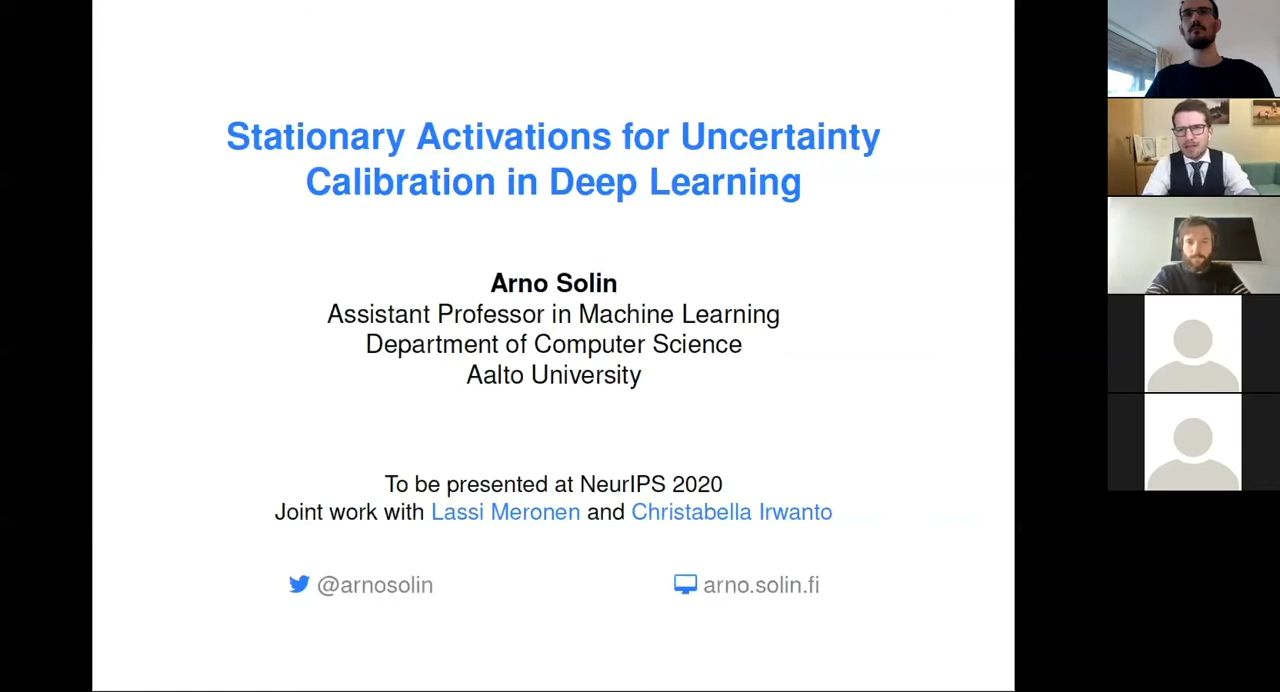 Stationary Activations for Uncertainty
Calibration in Deep Learning
Arno Solin
Assistant Professor in Machine Learning
Department of Computer Science
Aalto University
To be presented at NeurIPS 2020
Joint work with Lassi Meronen and Christabella Irwanto
@arnosolin
arno.solin.fi